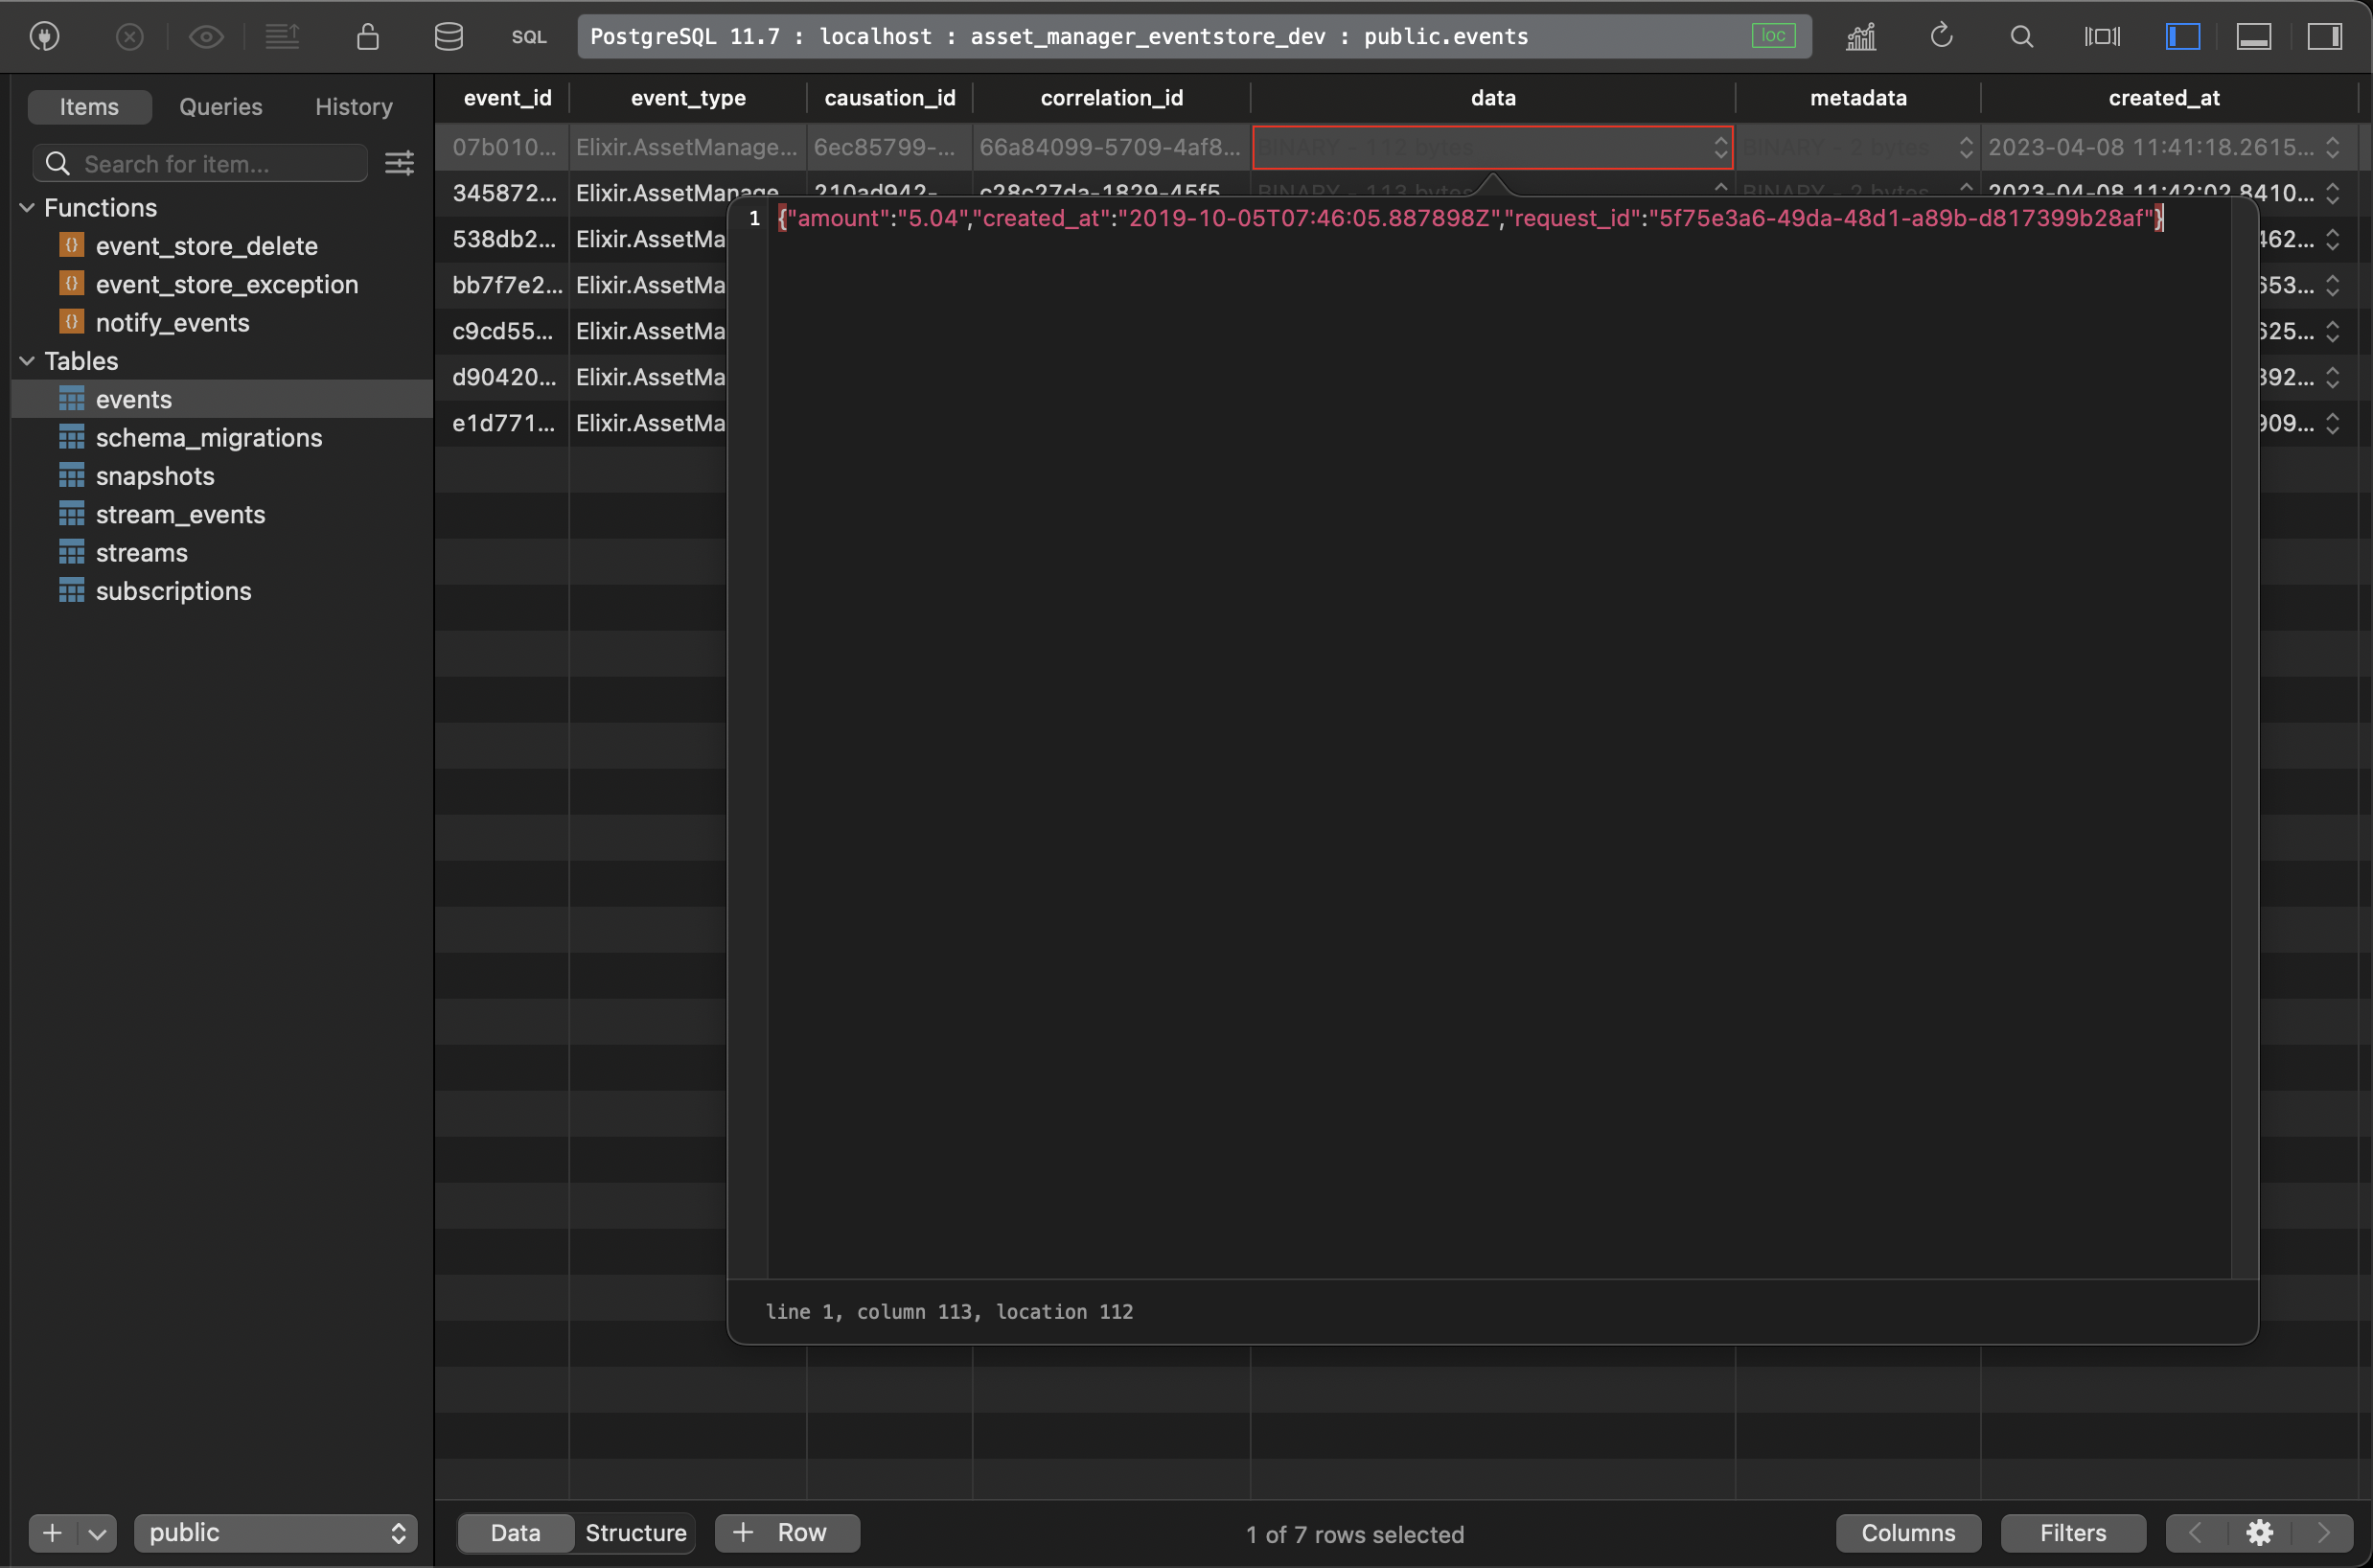 SQL PostgreSQL 11.7 : localhost : asset_manager_eventstore_dev : public.events loc
Items Queries History
Search for item...
Functions
event_store_delete
event_store_exception
notify_events
Tables
events
schema_migrations
snapshots
stream_events
streams
subscriptions
event_id event_type causation_id correlation_id data metadata created_at
07b010... Elixir.AssetManage... 6ec85799-... 66a84099-5709-4af8... BINARY - 112 bytes BINARY - 2 bytes 2023-04-08 11:41:18.2615...
345872... Elixir.AssetManage 210ad942- c28c27da-1829-45f5 BINARY - 113 bytes BINARY - 2 bytes 2023-04-08 11:42:02.8410...
538db2... Elixir.AssetMa 462...
bb7f7e2... Elixir.AssetMa 653...
c9cd55... Elixir.AssetMa 625...
d90420... Elixir.AssetMa 392...
e1d771... Elixir.AssetMa 909...
1 {"amount":"5.04","created_at":"2019-10-05T07:46:05.887898Z","request_id":"5f75e3a6-49da-48d1-a89b-d817399b28af"}
line 1, column 113, location 112
public
Data Structure + Row 1 of 7 rows selected Columns Filters